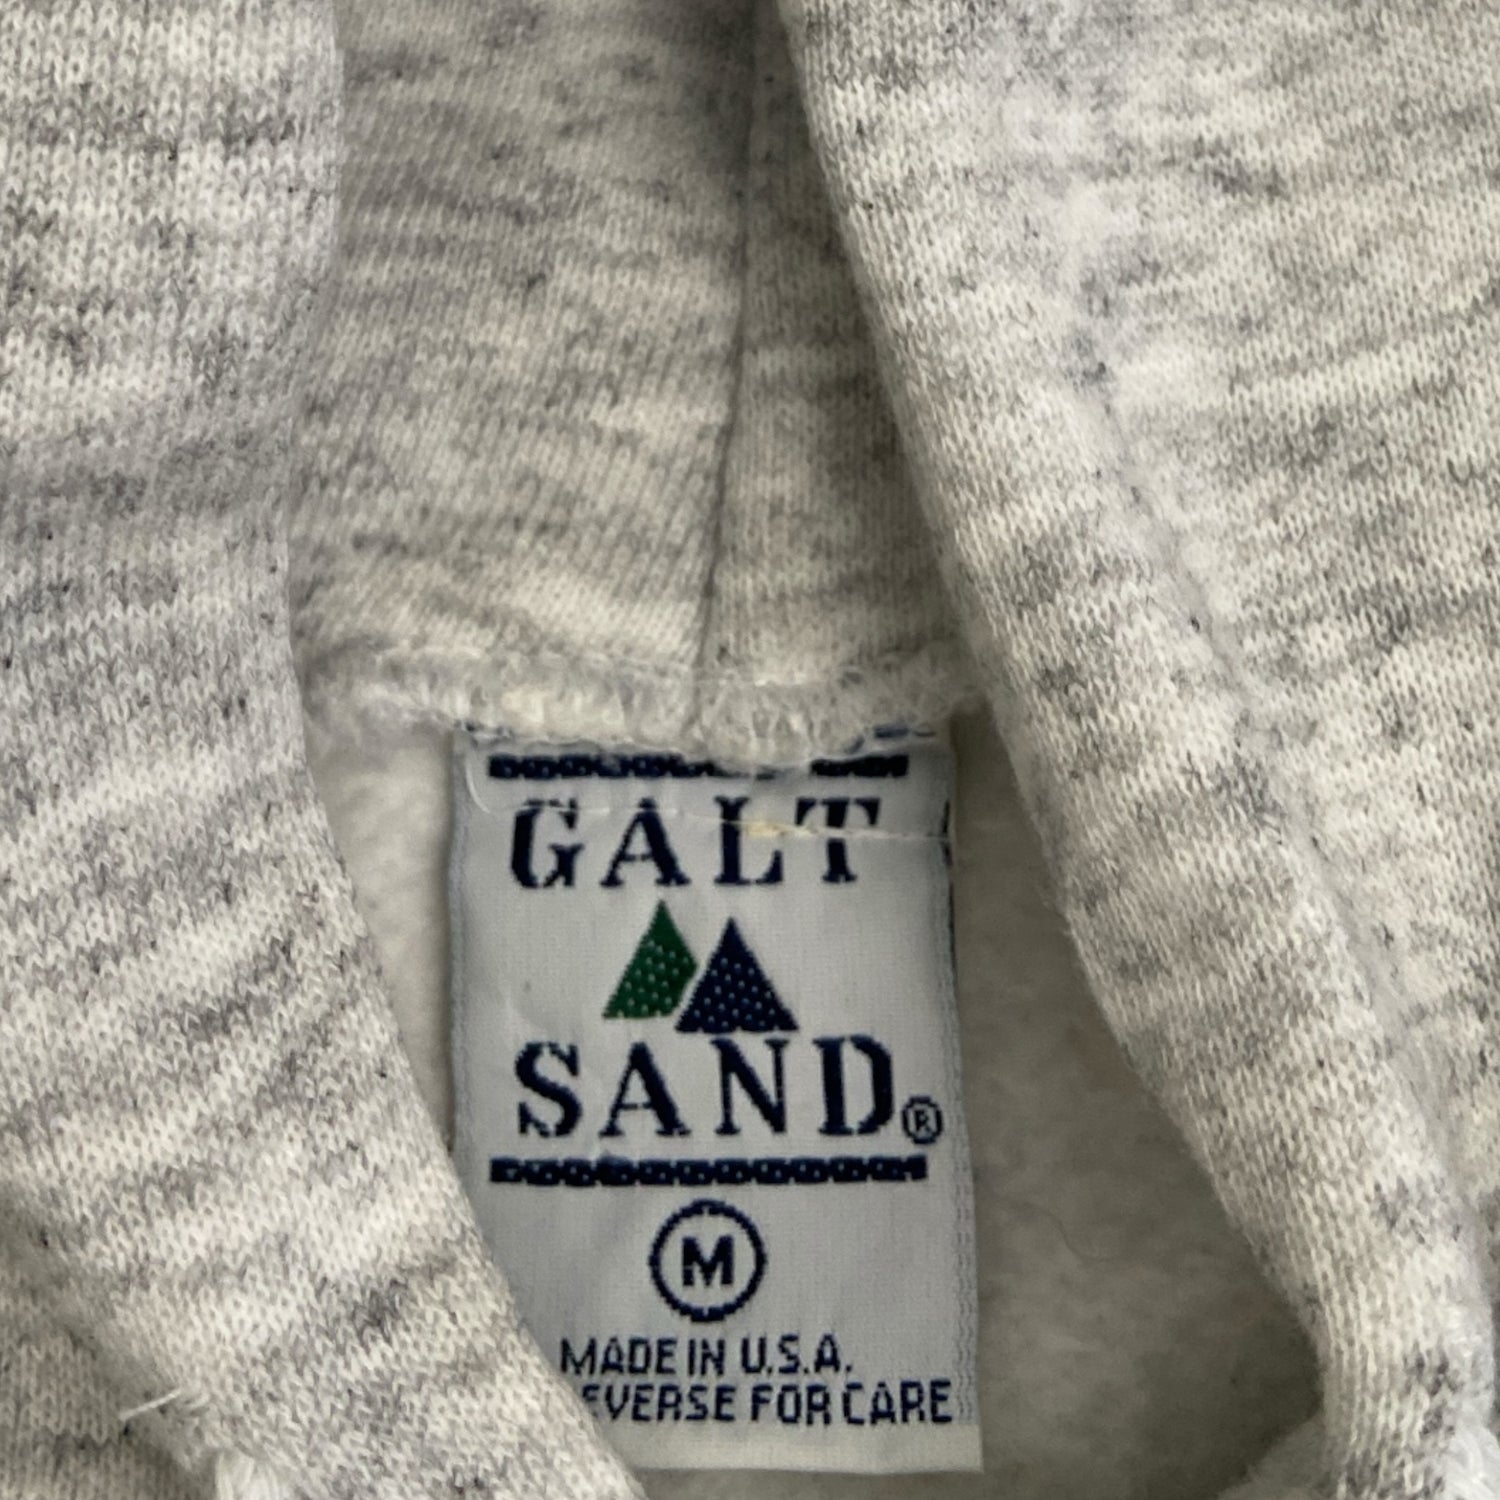 GALT
SAND®
M
MADE IN U.S.A.
EVERSE FOR CARE